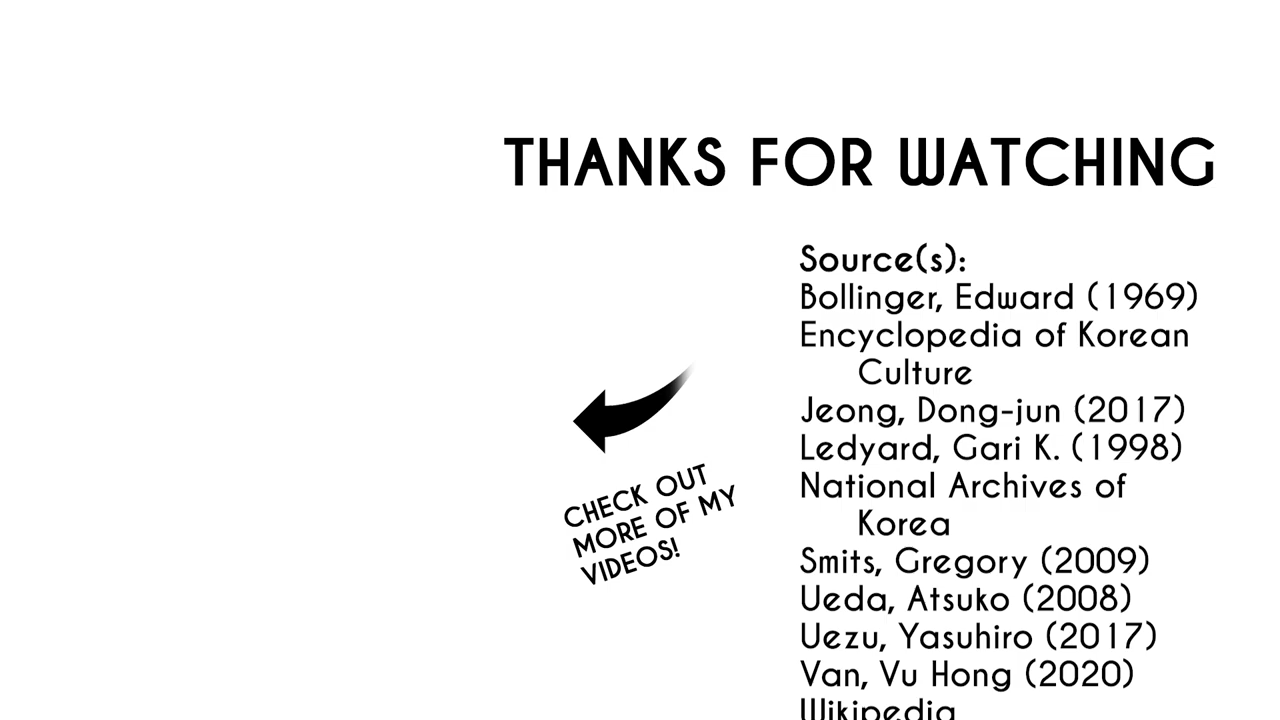 THANKS FOR WATCHING
Source(s):
Bollinger, Edward (1969)
Encyclopedia of Korean
Culture
Jeong, Dong-jun (2017)
Ledyard, Gari K. (1998)
National Archives of
Korea
Smits, Gregory (2009)
Ueda, Atsuko (2008)
Uezu, Yasuhiro (2017)
Van, Vu Hong (2020)
Wikipedia
CHECK OUT
MORE OF MY
VIDEOS!